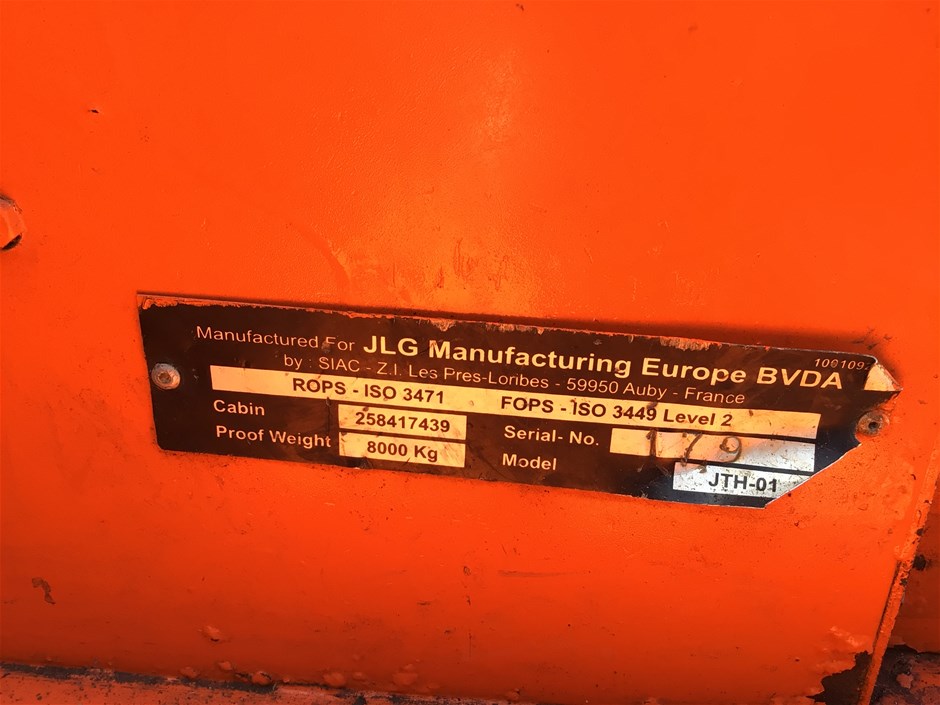 Manufactured For JLG Manufacturing Europe BVDA
by : SIAC - Z.I. Les Pres-Loribes - 59950 Auby - France
ROPS - ISO 3471 FOPS - ISO 3449 Level 2
Cabin 258417439 Serial- No. 179
Proof Weight 8000 Kg Model JTH-01